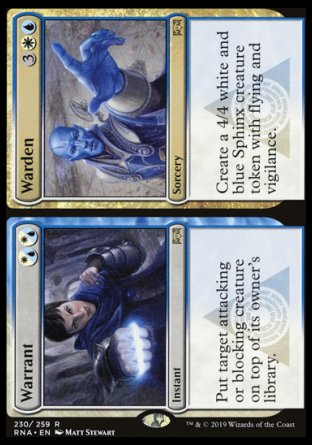 Warrant
Instant
Put target attacking
or blocking creature
on top of its owner's
library.
Warden
3
Sorcery
Create a 4/4 white and
blue Sphinx creature
token with flying and
vigilance.
230/259 R
RNA • EN Matt Stewart
™ & © 2019 Wizards of the Coast